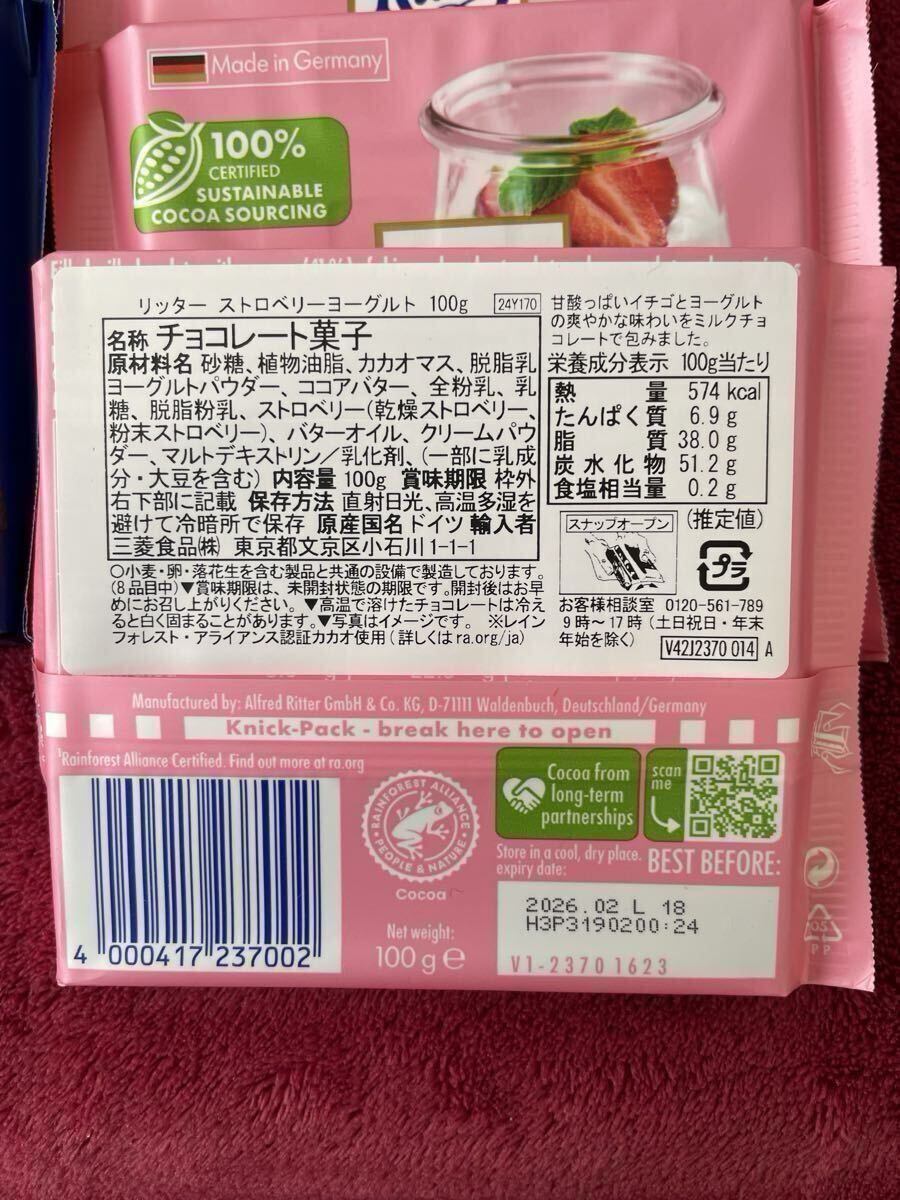 Made in Germany
100%
CERTIFIED
SUSTAINABLE
COCOA SOURCING
リッター ストロベリーヨーグルト 100g 24Y170
名称 チョコレート菓子
原材料名 砂糖、植物油脂、カカオマス、脱脂乳
ヨーグルトパウダー、ココアバター、全粉乳、乳
糖、脱脂粉乳、ストロベリー(乾燥ストロベリー、
粉末ストロベリー)、バターオイル、クリームパウ
ダー、マルトデキストリン/乳化剤、(一部に乳成
分・大豆を含む) 内容量 100g 賞味期限 枠外
右下部に記載 保存方法 直射日光、高温多湿を
避けて冷暗所で保存 原産国名 ドイツ 輸入者
三菱食品㈱ 東京都文京区小石川1-1-1
○小麦・卵・落花生を含む製品と共通の設備で製造しております。
(8品目中)▼賞味期限は、未開封状態の期限です。開封後はお早
めにお召し上がりください。▼高温で溶けたチョコレートは冷え
ると白く固まることがあります。▼写真はイメージです。 ※レイン
フォレスト・アライアンス認証カカオ使用(詳しくはra.org/ja)
甘酸っぱいイチゴとヨーグルト
の爽やかな味わいをミルクチョ
コレートで包みました。
栄養成分表示 100g当たり
熱量 574 kcal
たんぱく質 6.9 g
脂質 38.0 g
炭水化物 51.2 g
食塩相当量 0.2 g
(推定値)
スナップオープン
プラ
お客様相談室 0120-561-789
9時〜17時(土日祝日・年末
年始を除く)
V42J2370 014 A
Manufactured by: Alfred Ritter GmbH & Co. KG, D-71111 Waldenbuch, Deutschland/Germany
Knick-Pack - break here to open
¹Rainforest Alliance Certified. Find out more at ra.org
4 000417 237002
RAINFOREST ALLIANCE
PEOPLE & NATURE
Cocoa
Net weight:
100 g ℮
Cocoa from
long-term
partnerships
scan
me
Store in a cool, dry place.
expiry date:
BEST BEFORE:
2026.02 L 18
H3P3190200:24
V1-2370 1623
05
PP